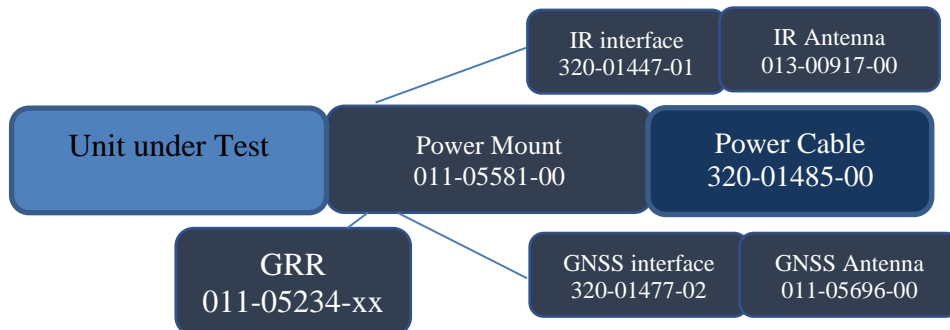 IR interface
320-01447-01
IR Antenna
013-00917-00
Unit under Test
Power Mount
011-05581-00
Power Cable
320-01485-00
GRR
011-05234-xx
GNSS interface
320-01477-02
GNSS Antenna
011-05696-00